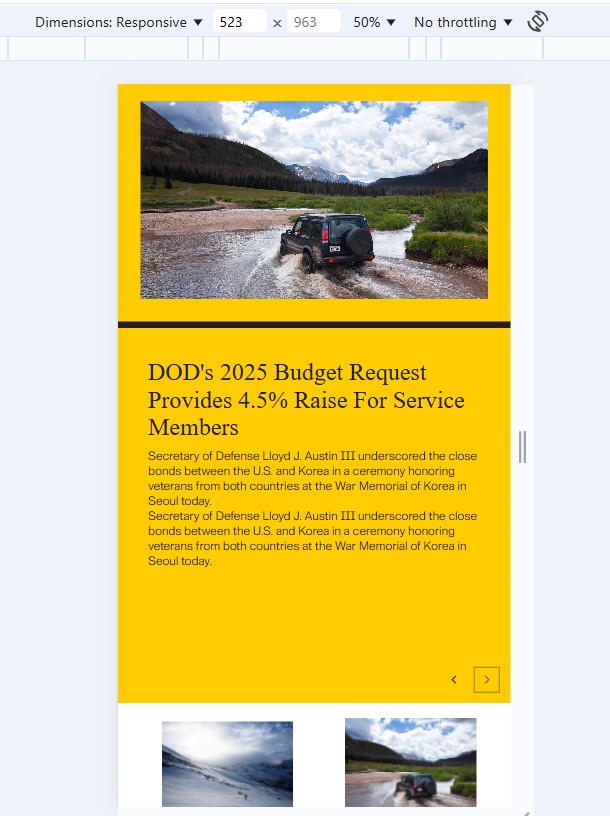 Dimensions: Responsive ▼ 523 x 963 50% ▼ No throttling ▼
DOD's 2025 Budget Request
Provides 4.5% Raise For Service
Members
Secretary of Defense Lloyd J. Austin III underscored the close
bonds between the U.S. and Korea in a ceremony honoring
veterans from both countries at the War Memorial of Korea in
Seoul today.
Secretary of Defense Lloyd J. Austin III underscored the close
bonds between the U.S. and Korea in a ceremony honoring
veterans from both countries at the War Memorial of Korea in
Seoul today.